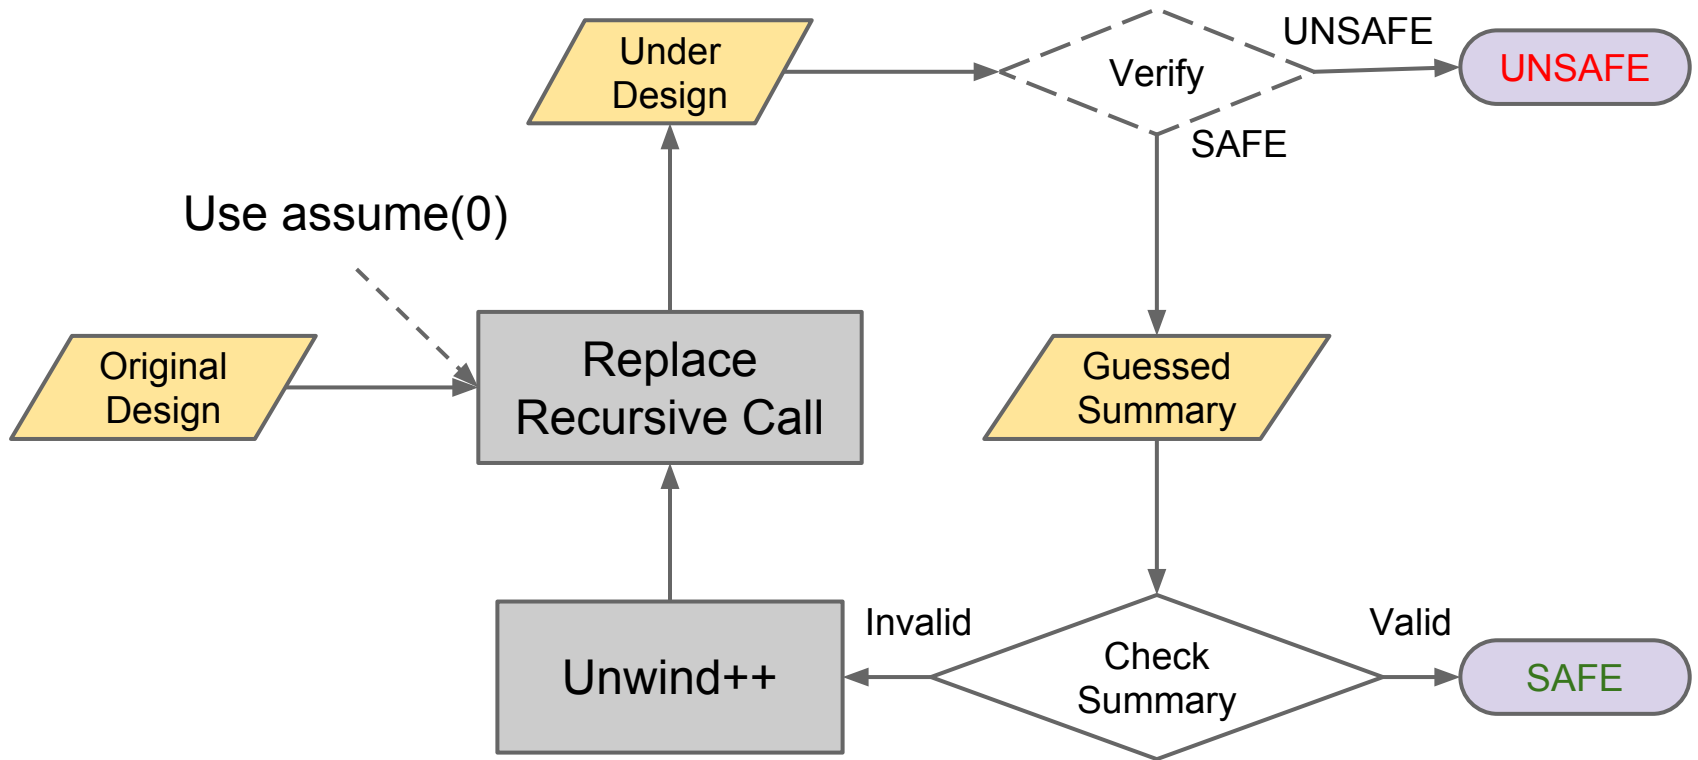 Under
Design
Verify
UNSAFE
UNSAFE
SAFE
Use assume(0)
Original
Design
Replace
Recursive Call
Guessed
Summary
Unwind++
Invalid
Check
Summary
Valid
SAFE